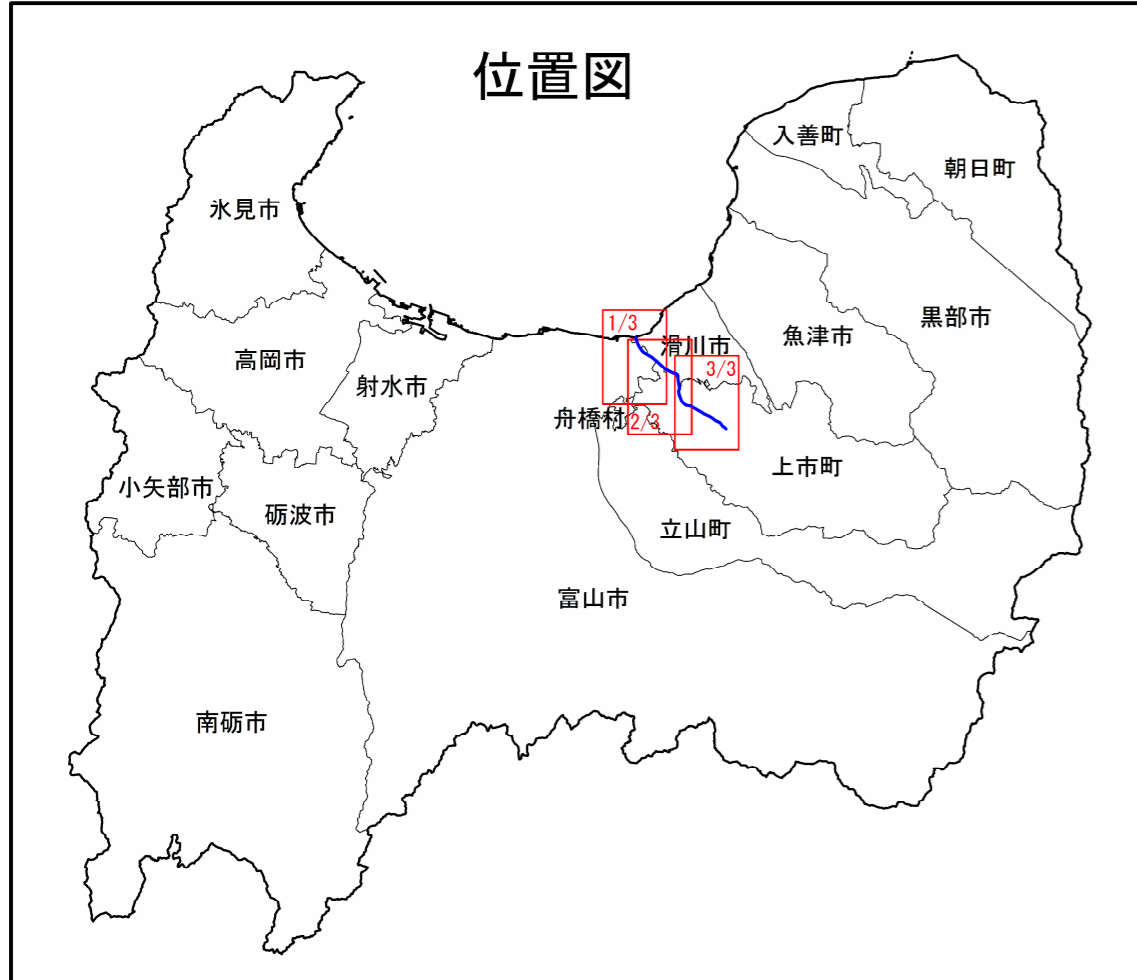 位置図
入善町
朝日町
氷見市
黒部市
1/3
魚津市
滑川市
高岡市
3/3
射水市
舟橋村
2/3
上市町
小矢部市
砺波市
立山町
富山市
南砺市